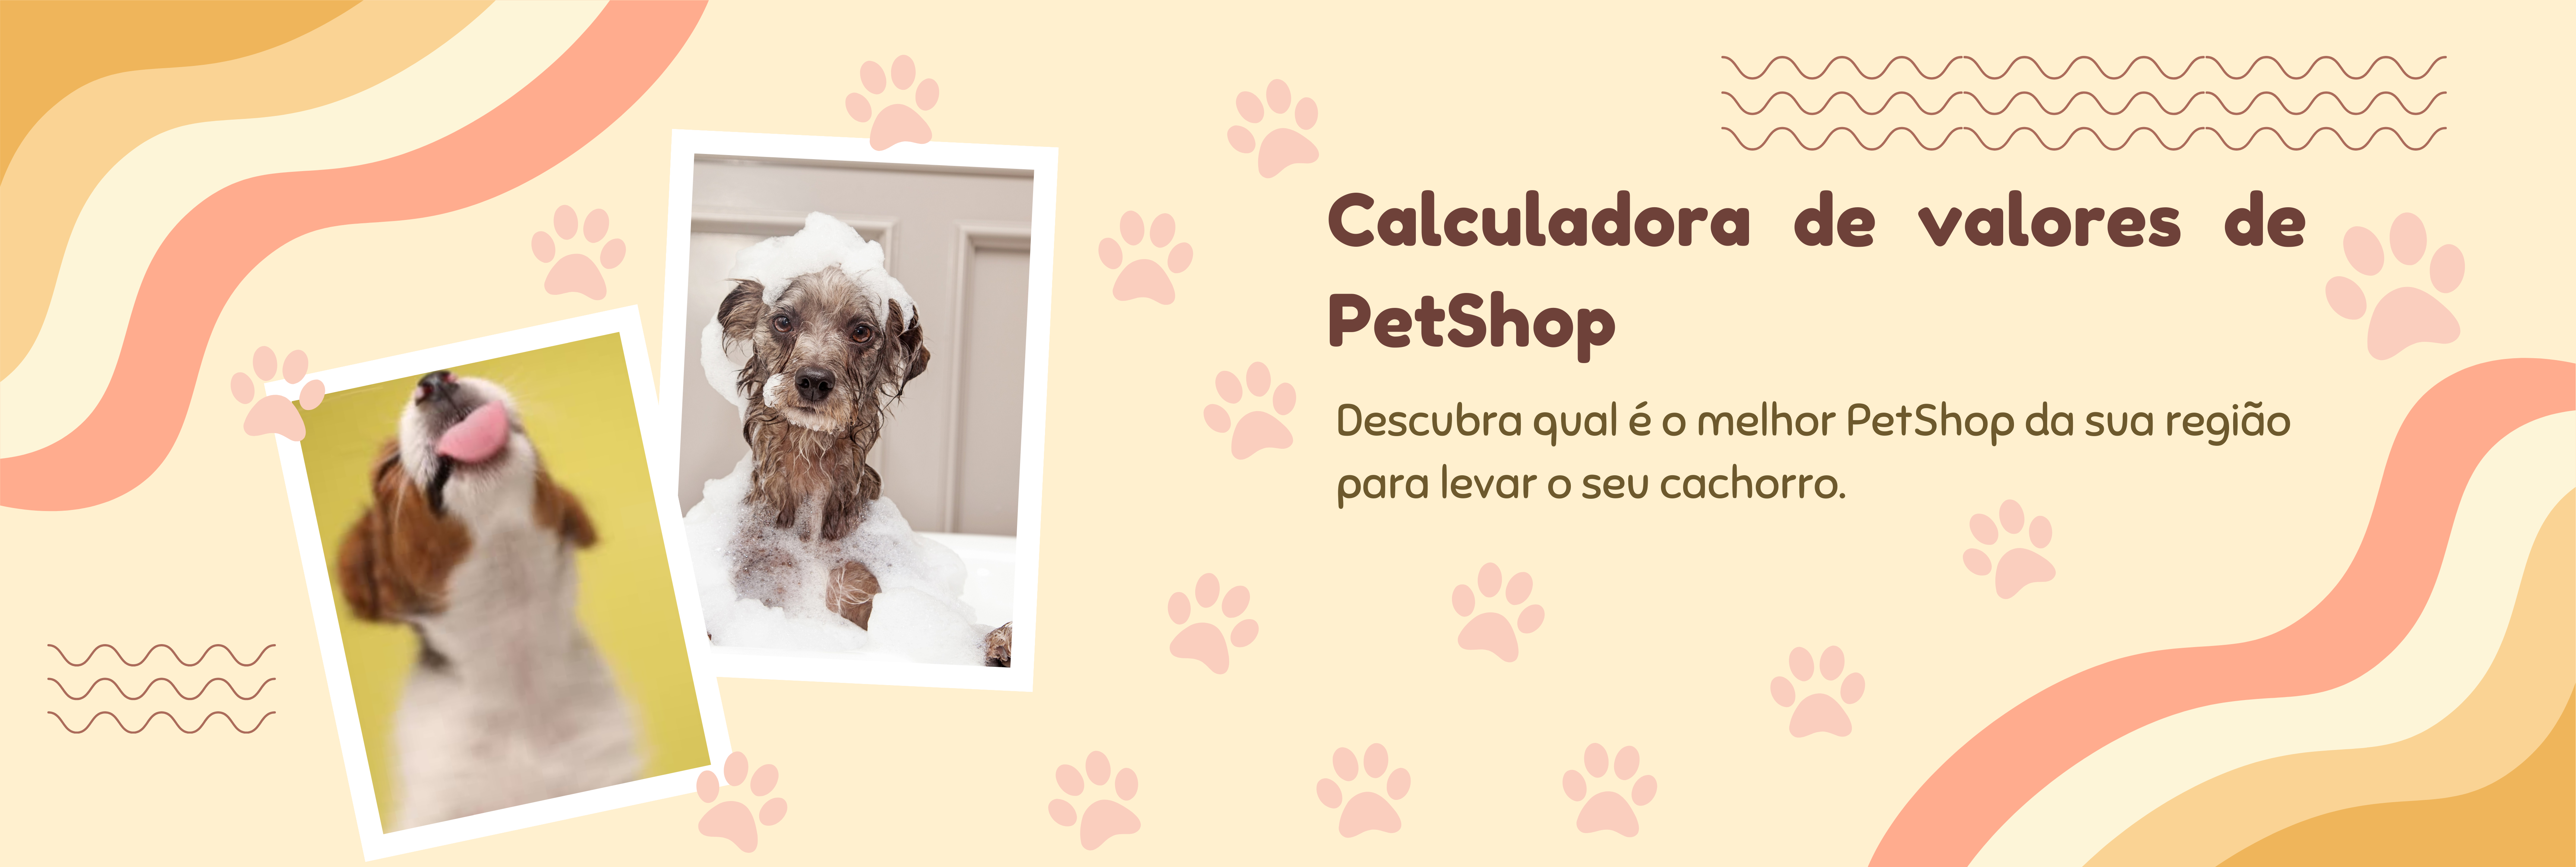 Calculadora de valores de
PetShop
Descubra qual é o melhor PetShop da sua região
para levar o seu cachorro.